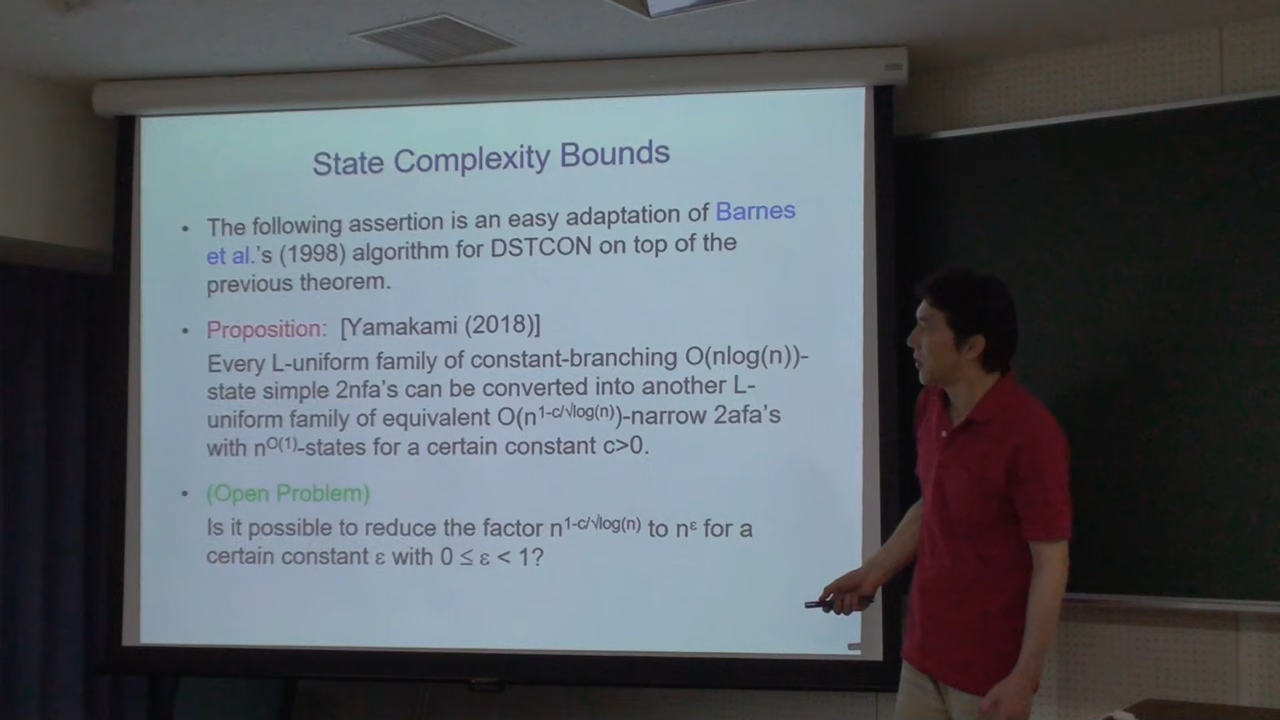 State Complexity Bounds
• The following assertion is an easy adaptation of Barnes
et al.'s (1998) algorithm for DSTCON on top of the
previous theorem.
• Proposition: [Yamakami (2018)]
Every L-uniform family of constant-branching O(nlog(n))-
state simple 2nfa's can be converted into another L-
uniform family of equivalent O(n^{1-c/√log(n)})-narrow 2afa's
with n^{O(1)}-states for a certain constant c>0.
• (Open Problem)
Is it possible to reduce the factor n^{1-c/√log(n)} to n^ε for a
certain constant ε with 0 ≤ ε < 1?